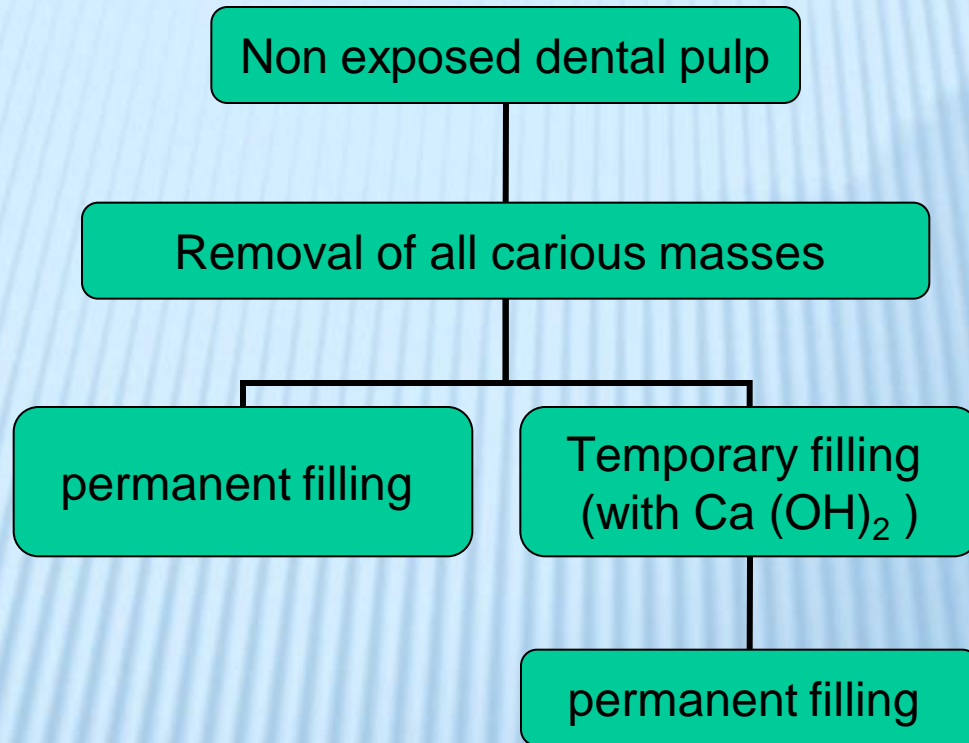 Non exposed dental pulp
Removal of all carious masses
permanent filling
Temporary filling
(with Ca (OH)₂ )
permanent filling